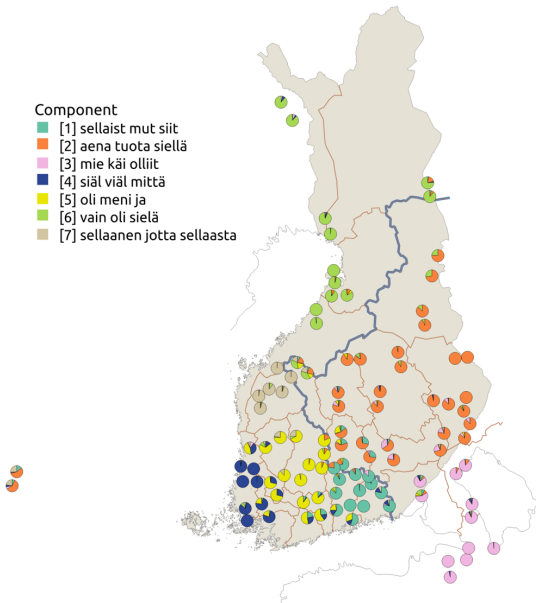 Component
[1] sellaist mut siit
[2] aena tuota siellä
[3] mie käi olliit
[4] siäl viäl mittä
[5] oli meni ja
[6] vain oli sielä
[7] sellaanen jotta sellaasta